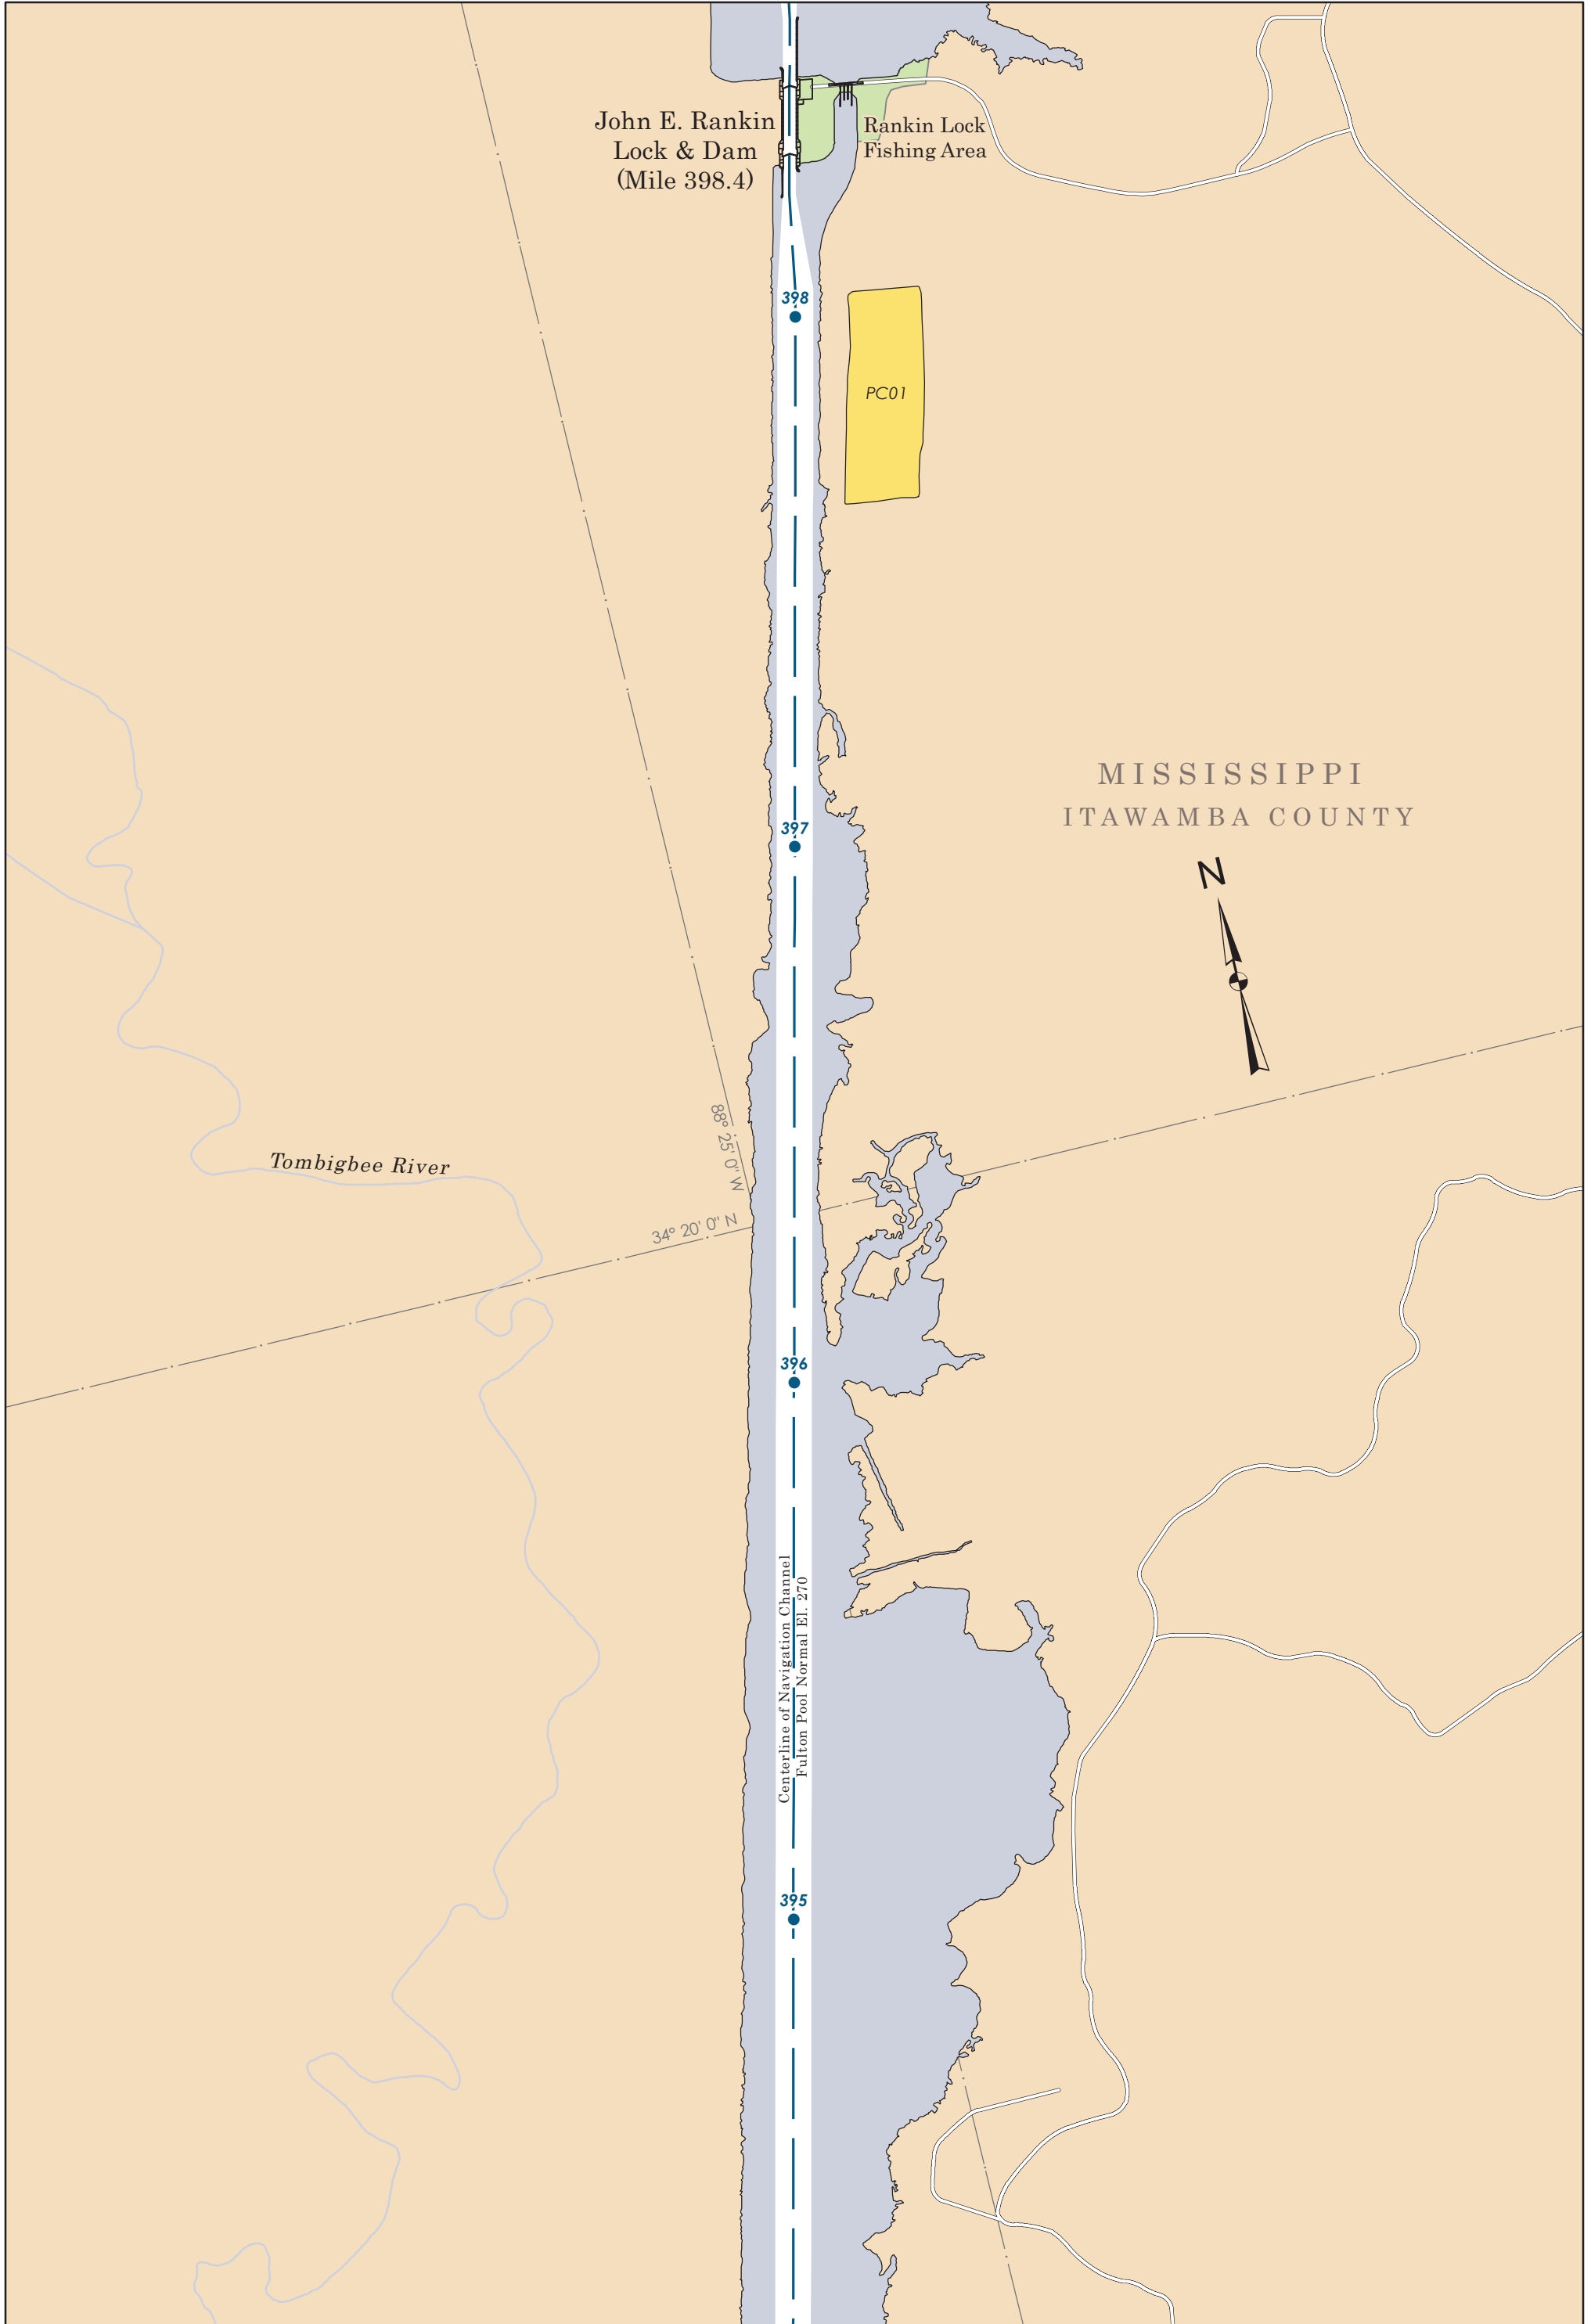 John E. Rankin
Lock & Dam
(Mile 398.4)
Rankin Lock
Fishing Area
398
PC01
MISSISSIPPI
ITAWAMBA COUNTY
397
N
88° 25' 0" W
Tombigbee River
34° 20' 0" N
396
Centerline of Navigation Channel
Fulton Pool Normal El. 270
395